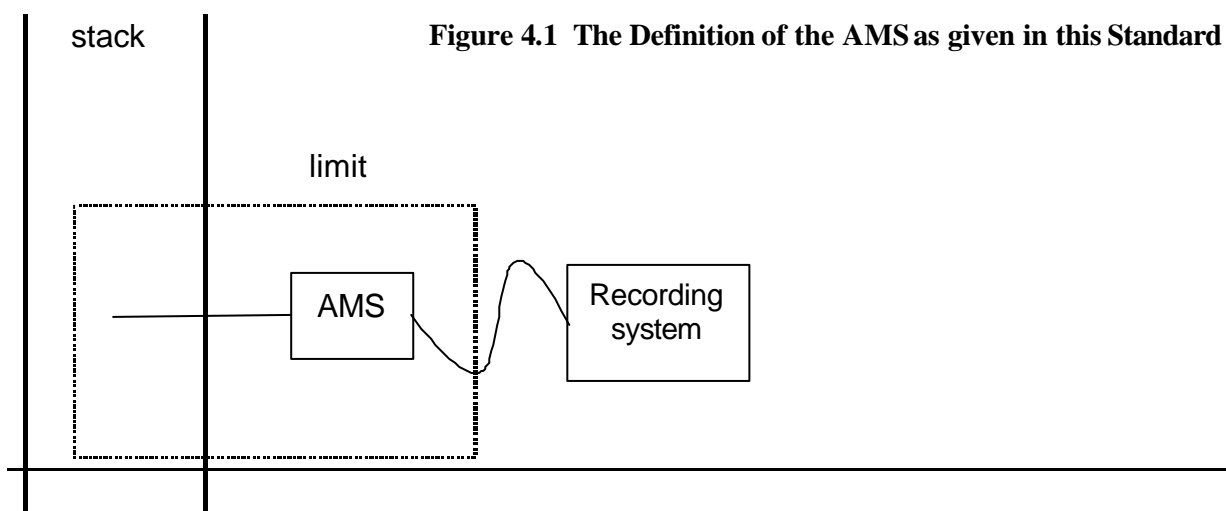 stack
Figure 4.1 The Definition of the AMS as given in this Standard
limit
AMS
Recording
system